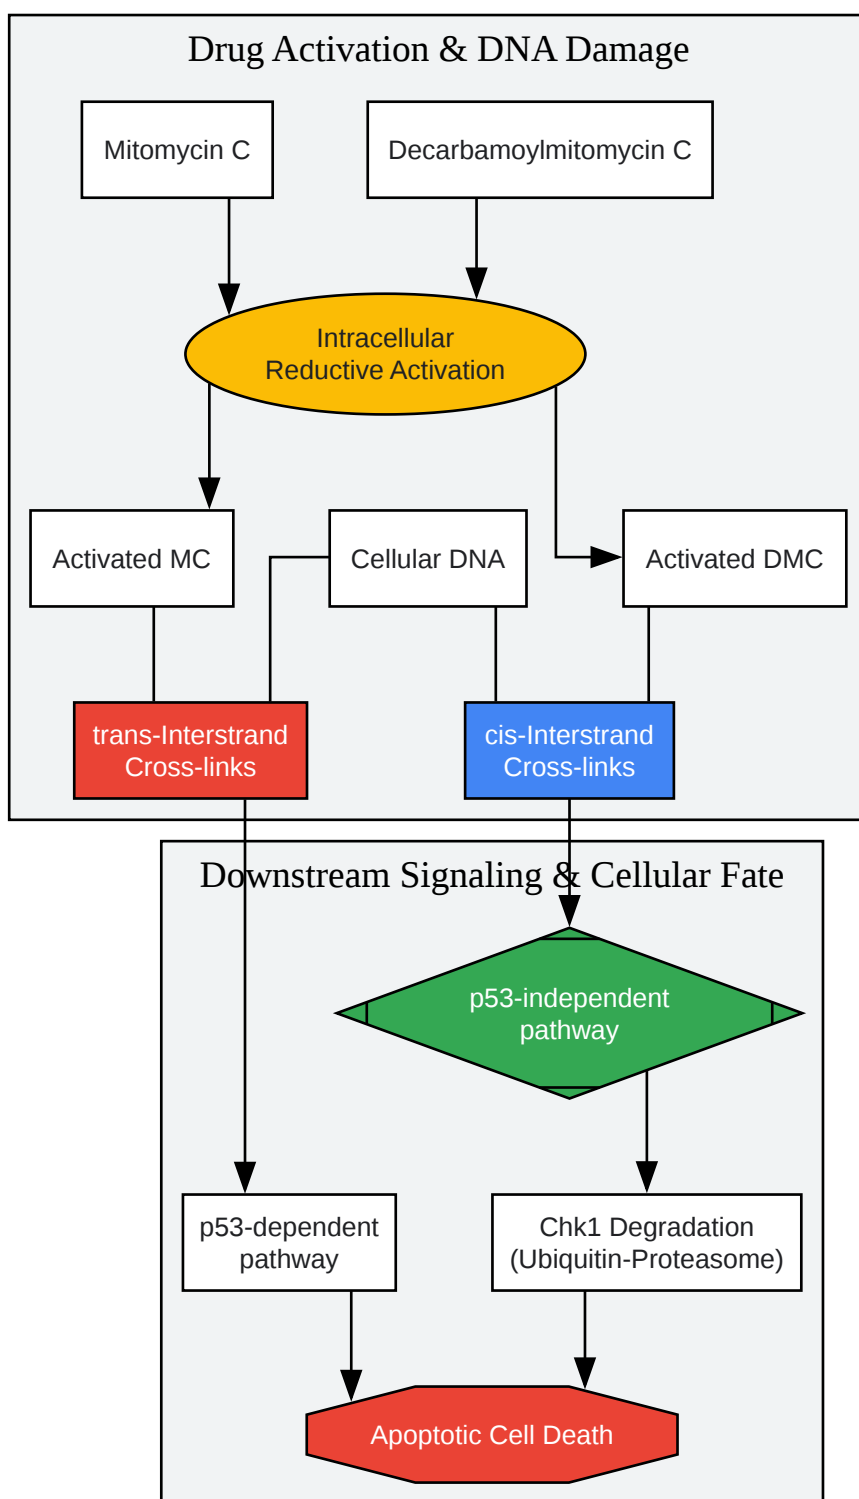 Drug Activation & DNA Damage
Mitomycin C
Decarbamoylmitomycin C
Intracellular
Reductive Activation
Activated MC
Cellular DNA
Activated DMC
trans-Interstrand
Cross-links
cis-Interstrand
Cross-links
Downstream Signaling & Cellular Fate
p53-independent
pathway
p53-dependent
pathway
Chk1 Degradation
(Ubiquitin-Proteasome)
Apoptotic Cell Death